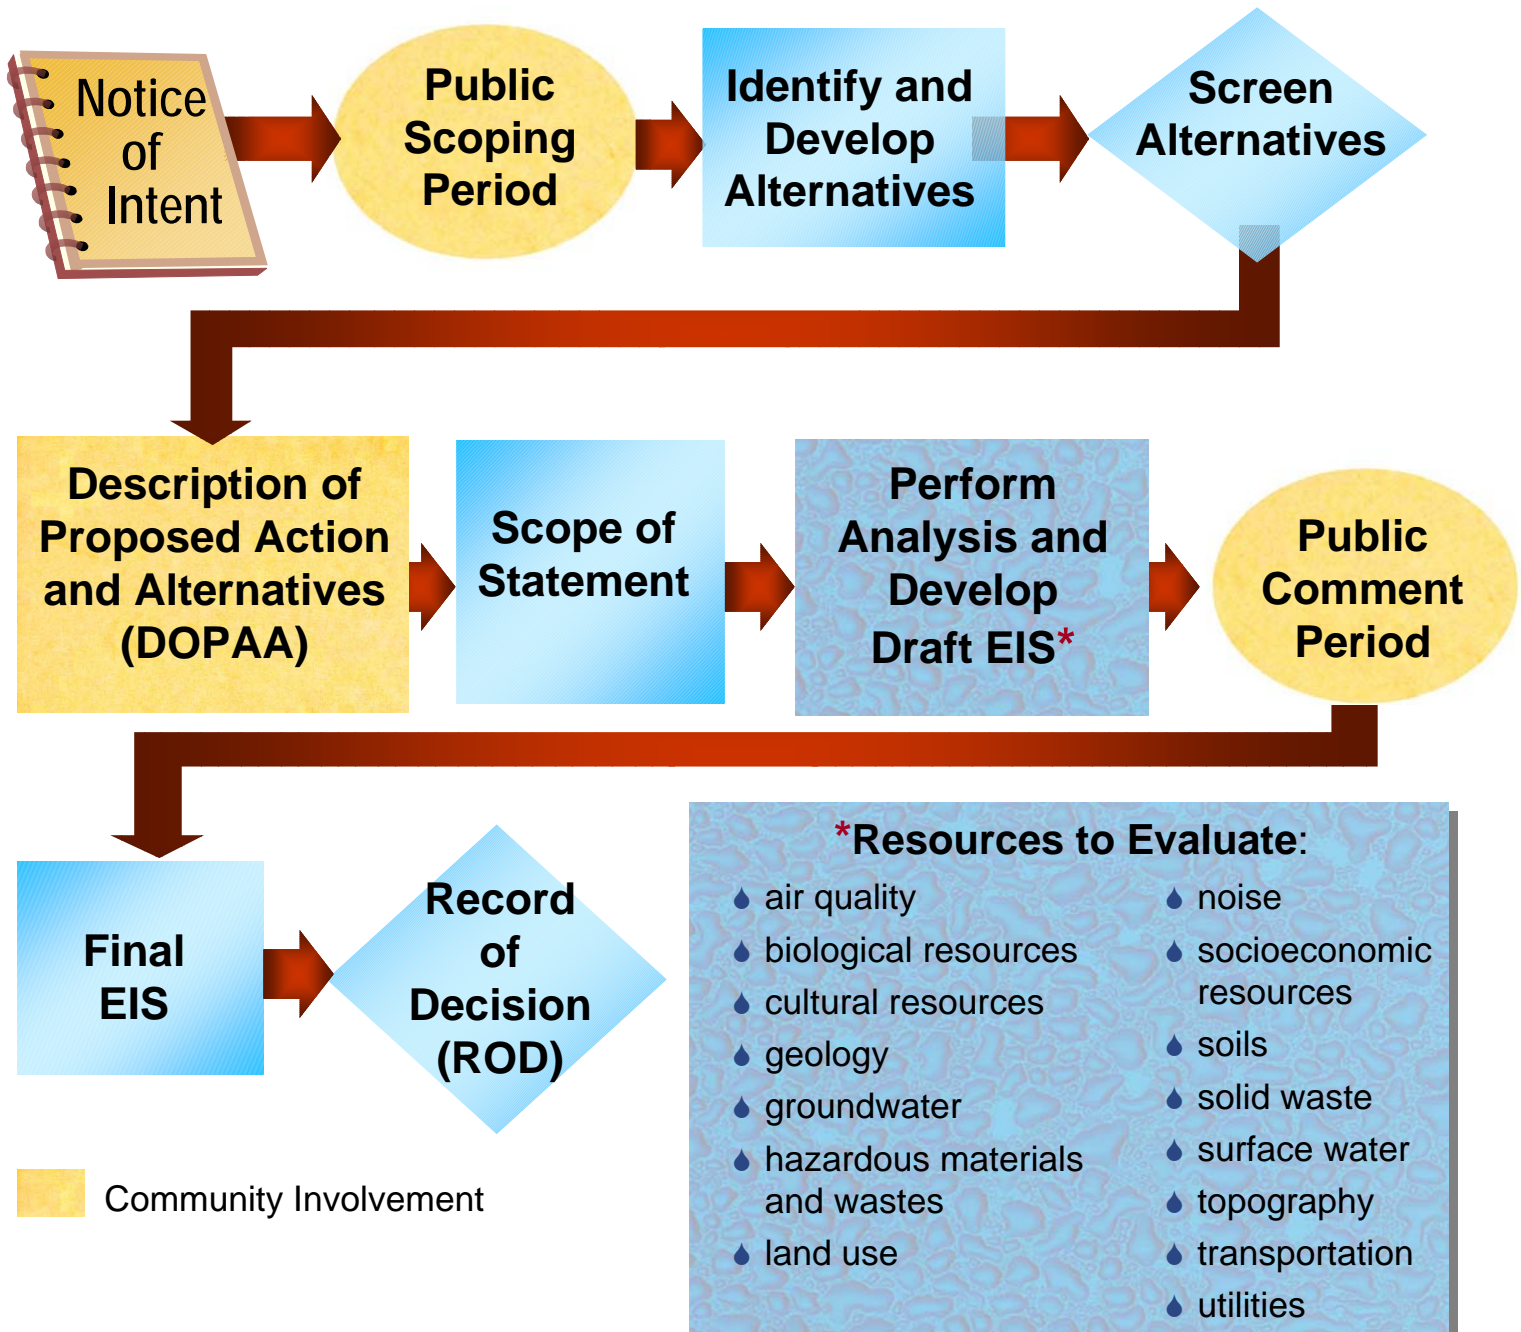 Notice
of
Intent
Public
Scoping
Period
Identify and
Develop
Alternatives
Screen
Alternatives
Description of
Proposed Action
and Alternatives
(DOPAA)
Scope of
Statement
Perform
Analysis and
Develop
Draft EIS*
Public
Comment
Period
Final
EIS
Record
of
Decision
(ROD)
*Resources to Evaluate:
air quality
biological resources
cultural resources
geology
groundwater
hazardous materials
and wastes
land use
noise
socioeconomic
resources
soils
solid waste
surface water
topography
transportation
utilities
Community Involvement